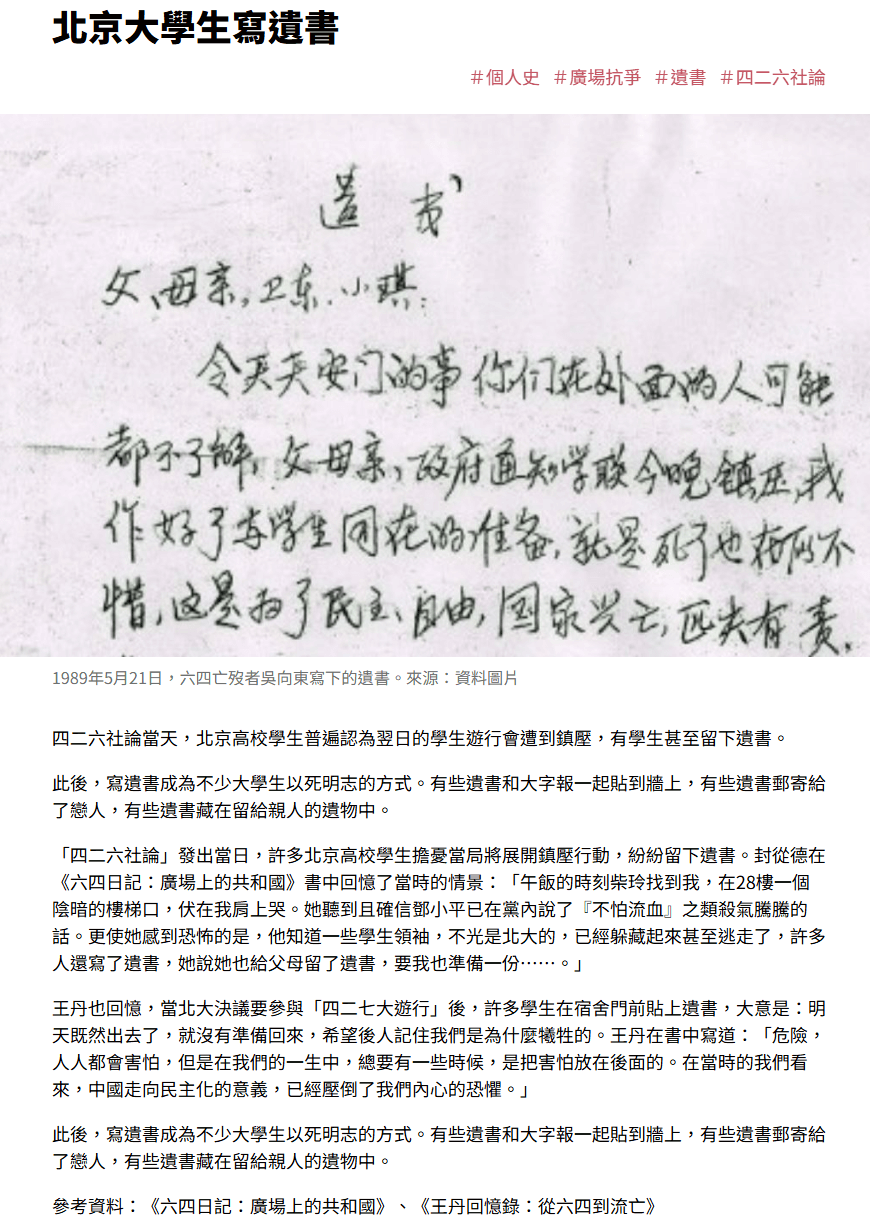 北京大學生寫遺書
＃個人史 ＃廣場抗爭 ＃遺書 ＃四二六社論
遗 书
父、母亲，卫东、小琪：
今天天安门的事你们在外面的人可能
都不了解，父母亲，政府通知学联今晚镇压，我
作好了与学生同在的准备，就是死了也在所不
惜，这是为了民主、自由，国家兴亡，匹夫有责，
1989年5月21日，六四亡歿者吳向東寫下的遺書。來源：資料圖片
四二六社論當天，北京高校學生普遍認為翌日的學生遊行會遭到鎮壓，有學生甚至留下遺書。
此後，寫遺書成為不少大學生以死明志的方式。有些遺書和大字報一起貼到牆上，有些遺書郵寄給
了戀人，有些遺書藏在留給親人的遺物中。
「四二六社論」發出當日，許多北京高校學生擔憂當局將展開鎮壓行動，紛紛留下遺書。封從德在
《六四日記：廣場上的共和國》書中回憶了當時的情景：「午飯的時刻柴玲找到我，在28樓一個
陰暗的樓梯口，伏在我肩上哭。她聽到且確信鄧小平已在黨內說了『不怕流血』之類殺氣騰騰的
話。更使她感到恐怖的是，他知道一些學生領袖，不光是北大的，已經躲藏起來甚至逃走了，許多
人還寫了遺書，她說她也給父母留了遺書，要我也準備一份……。」
王丹也回憶，當北大決議要參與「四二七大遊行」後，許多學生在宿舍門前貼上遺書，大意是：明
天既然出去了，就沒有準備回來，希望後人記住我們是為什麼犧牲的。王丹在書中寫道：「危險，
人人都會害怕，但是在我們的一生中，總要有一些時候，是把害怕放在後面的。在當時的我們看
來，中國走向民主化的意義，已經壓倒了我們內心的恐懼。」
此後，寫遺書成為不少大學生以死明志的方式。有些遺書和大字報一起貼到牆上，有些遺書郵寄給
了戀人，有些遺書藏在留給親人的遺物中。
參考資料：《六四日記：廣場上的共和國》、《王丹回憶錄：從六四到流亡》